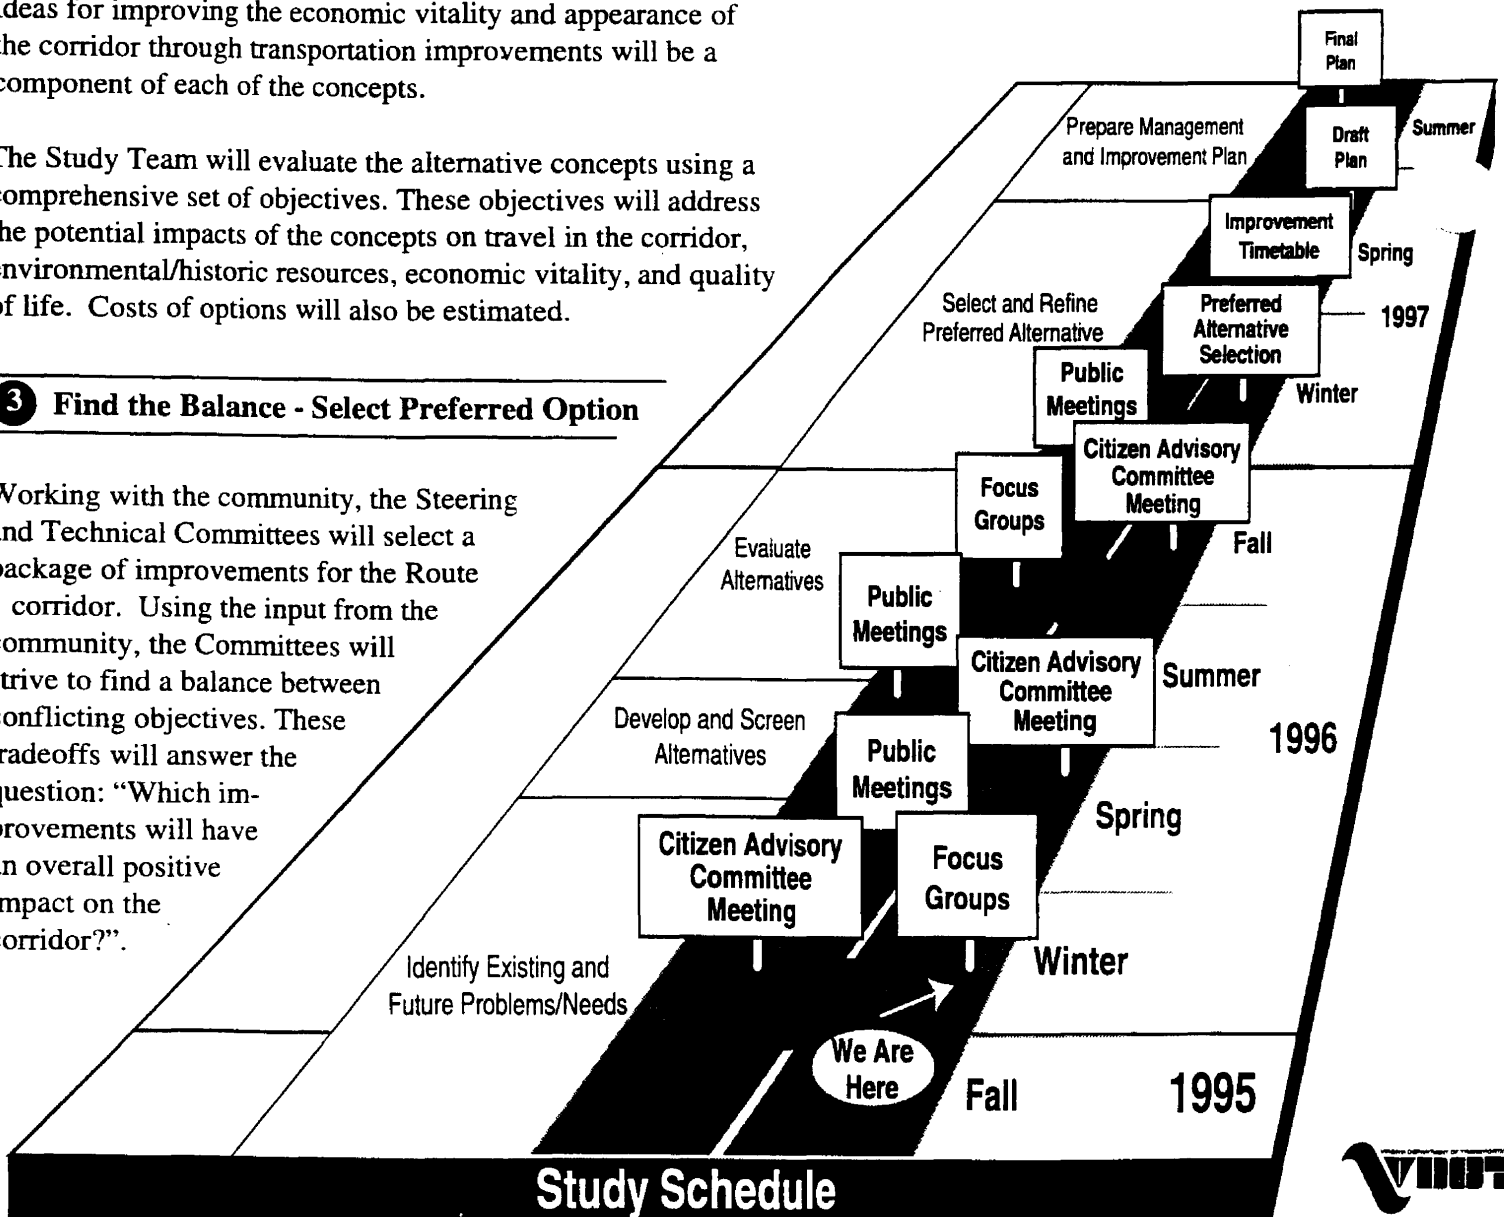 ideas for improving the economic vitality and appearance of
the corridor through transportation improvements will be a
component of each of the concepts.
The Study Team will evaluate the alternative concepts using a
comprehensive set of objectives. These objectives will address
the potential impacts of the concepts on travel in the corridor,
environmental/historic resources, economic vitality, and quality
of life. Costs of options will also be estimated.
3 Find the Balance - Select Preferred Option
Working with the community, the Steering
and Technical Committees will select a
package of improvements for the Route
corridor. Using the input from the
community, the Committees will
strive to find a balance between
conflicting objectives. These
tradeoffs will answer the
question: “Which im-
provements will have
an overall positive
impact on the
corridor?”.
Final
Plan
Prepare Management
and Improvement Plan
Draft
Plan
Summer
Improvement
Timetable
Spring
Select and Refine
Preferred Alternative
Preferred
Alternative
Selection
1997
Public
Meetings
Winter
Citizen Advisory
Committee
Meeting
Focus
Groups
Fall
Evaluate
Alternatives
Public
Meetings
Citizen Advisory
Committee
Meeting
Summer
Develop and Screen
Alternatives
1996
Public
Meetings
Spring
Citizen Advisory
Committee
Meeting
Focus
Groups
Winter
Identify Existing and
Future Problems/Needs
We Are
Here
Fall
1995
Study Schedule
VDOT